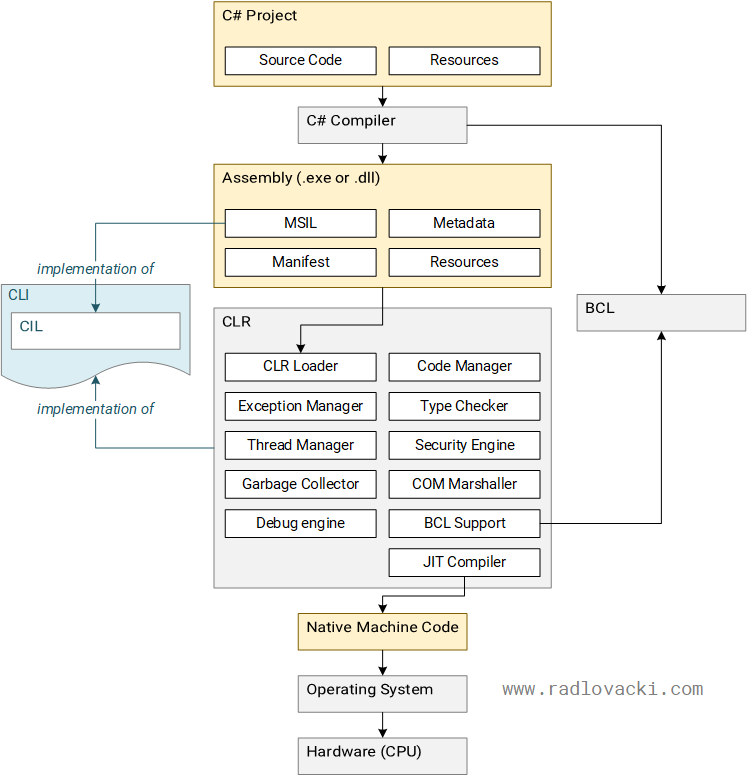 C# Project
Source Code
Resources
C# Compiler
Assembly (.exe or .dll)
MSIL
Metadata
Manifest
Resources
implementation of
CLI
CIL
BCL
CLR
CLR Loader
Code Manager
Exception Manager
Type Checker
implementation of
Thread Manager
Security Engine
Garbage Collector
COM Marshaller
Debug engine
BCL Support
JIT Compiler
Native Machine Code
Operating System
www.radlovacki.com
Hardware (CPU)